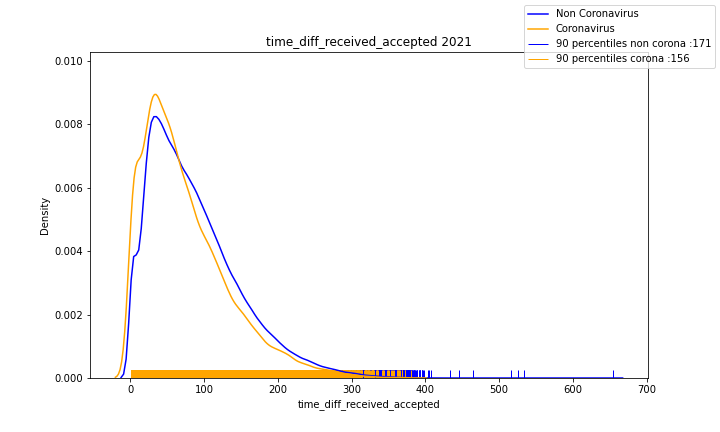 Non Coronavirus
Coronavirus
90 percentiles non corona :171
90 percentiles corona :156
time_diff_received_accepted 2021
0.010
0.008
0.006
0.004
0.002
0.000
Density
0
100
200
300
400
500
600
700
time_diff_received_accepted